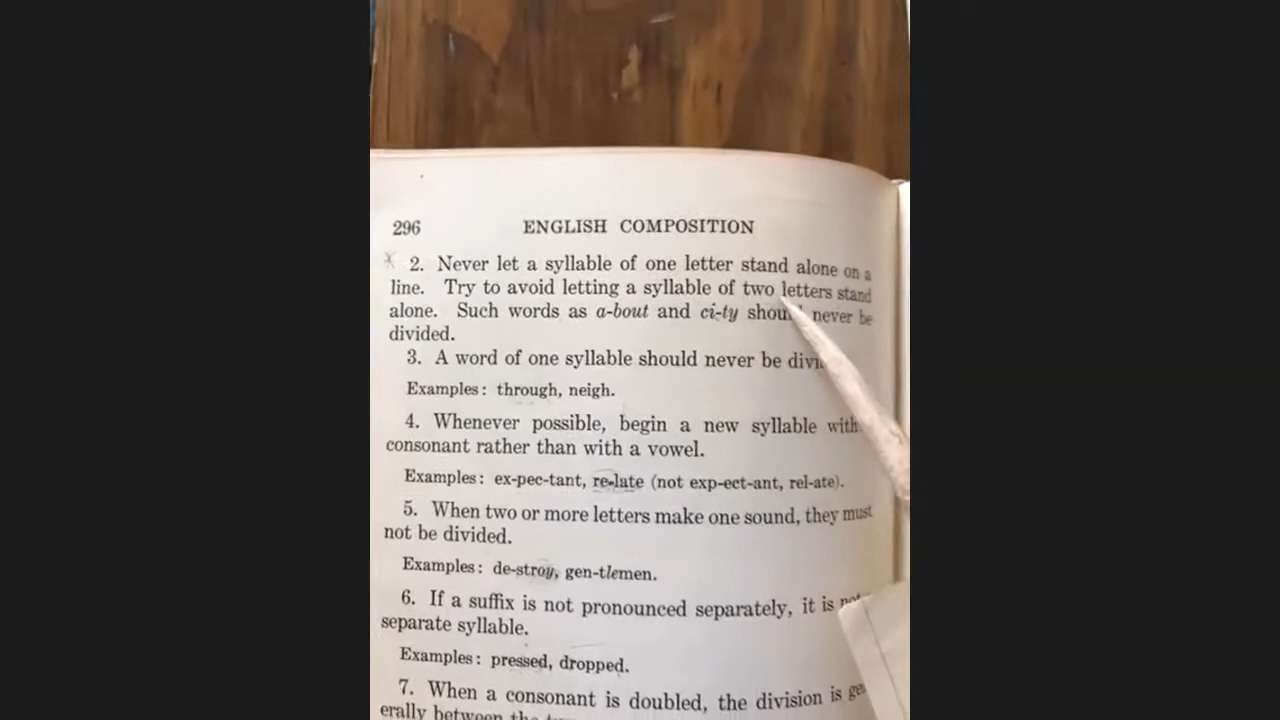 296 ENGLISH COMPOSITION
2. Never let a syllable of one letter stand alone on a
line. Try to avoid letting a syllable of two letters stand
alone. Such words as a-bout and ci-ty never be
divided.
3. A word of one syllable should never be
Examples: through, neigh.
4. Whenever possible, begin a new syllable with
consonant rather than with a vowel.
Examples: ex-pec-tant, re-late (not exp-ect-ant, rel-ate).
5. When two or more letters make one sound, they must
not be divided.
Examples: de-stroy, gen-tlemen.
6. If a suffix is not pronounced separately, it is
separate syllable.
Examples: pressed, dropped.
7. When a consonant is doubled, the division is
erally between the